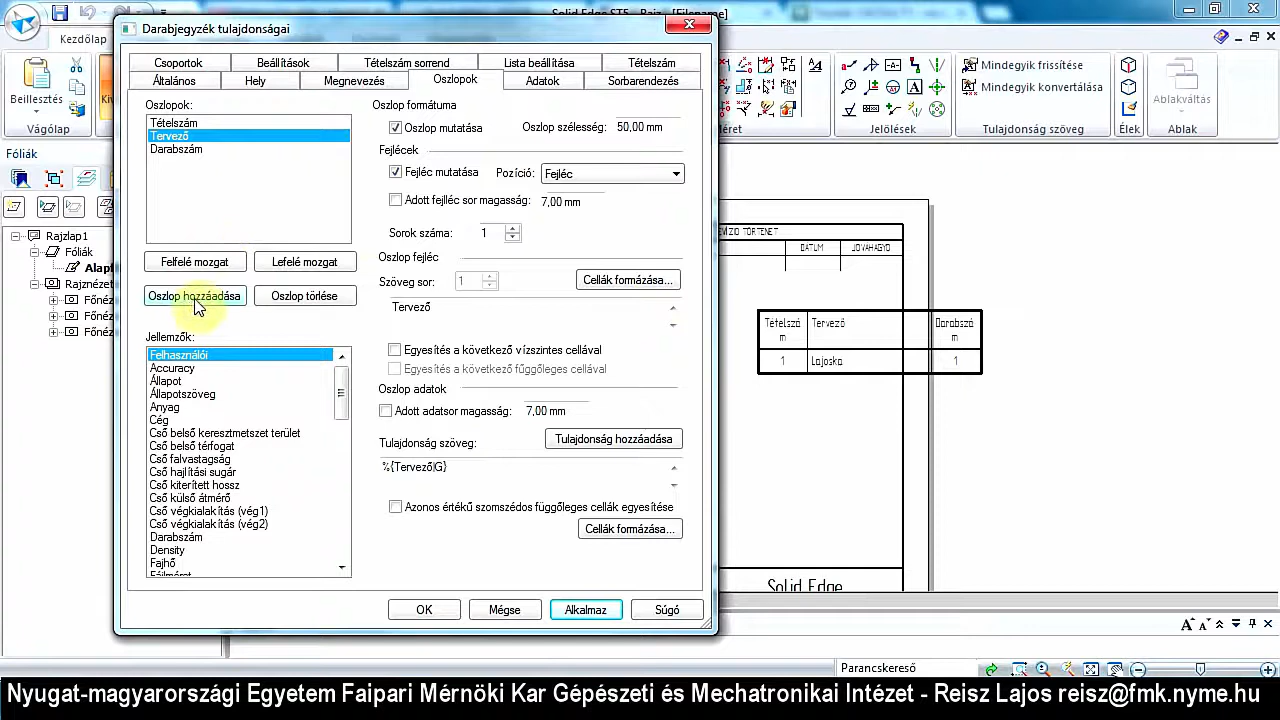 Solid Edge ST5 - Rajz - [Filename]
Darabjegyzék tulajdonságai
Kezdőlap
Beillesztés
Vágólap
Csoportok
Beállítások
Tételszám sorrend
Lista beállítása
Tételszám
Általános
Hely
Megnevezés
Oszlopok
Adatok
Sorbarendezés
Oszlopok:
Tételszám
Tervező
Darabszám
Felfelé mozgat
Lefelé mozgat
Oszlop hozzáadása
Oszlop törlése
Jellemzők:
Felhasználói
Accuracy
Állapot
Állapotszöveg
Anyag
Cég
Cső belső keresztmetszet terület
Cső belső térfogat
Cső falvastagság
Cső hajlítási sugár
Cső kiterített hossz
Cső külső átmérő
Cső végkialakítás (vég1)
Cső végkialakítás (vég2)
Darabszám
Density
Fajhő
Fájlméret
Oszlop formátuma
Oszlop mutatása
Oszlop szélesség:
50,00 mm
Fejlécek
Fejléc mutatása
Pozíció:
Fejléc
Adott fejlléc sor magasság:
7,00 mm
Sorok száma:
1
Oszlop fejléc
Szöveg sor:
1
Cellák formázása...
Tervező
Egyesítés a következő vízszintes cellával
Egyesítés a következő függőleges cellával
Oszlop adatok
Adott adatsor magasság:
7,00 mm
Tulajdonság szöveg:
Tulajdonság hozzáadása
%{Tervező|G}
Azonos értékű szomszédos függőleges cellák egyesítése
Cellák formázása...
OK
Mégse
Alkalmaz
Súgó
Mindegyik frissítése
Mindegyik konvertálása
Ablakváltás
Jelölések
Tulajdonság szöveg
Élek
Ablak
Fóliák
Rajzlap1
Fóliák
Rajznézet
Főnéz
Főnéz
Főnéz
DÁTUM
JÓVÁHAGYÓ
Tételszá
m
Tervező
Darabszá
m
1
Lajoska
1
Solid Edge
Parancskereső
Nyugat-magyarországi Egyetem Faipari Mérnöki Kar Gépészeti és Mechatronikai Intézet - Reisz Lajos reisz@fmk.nyme.hu